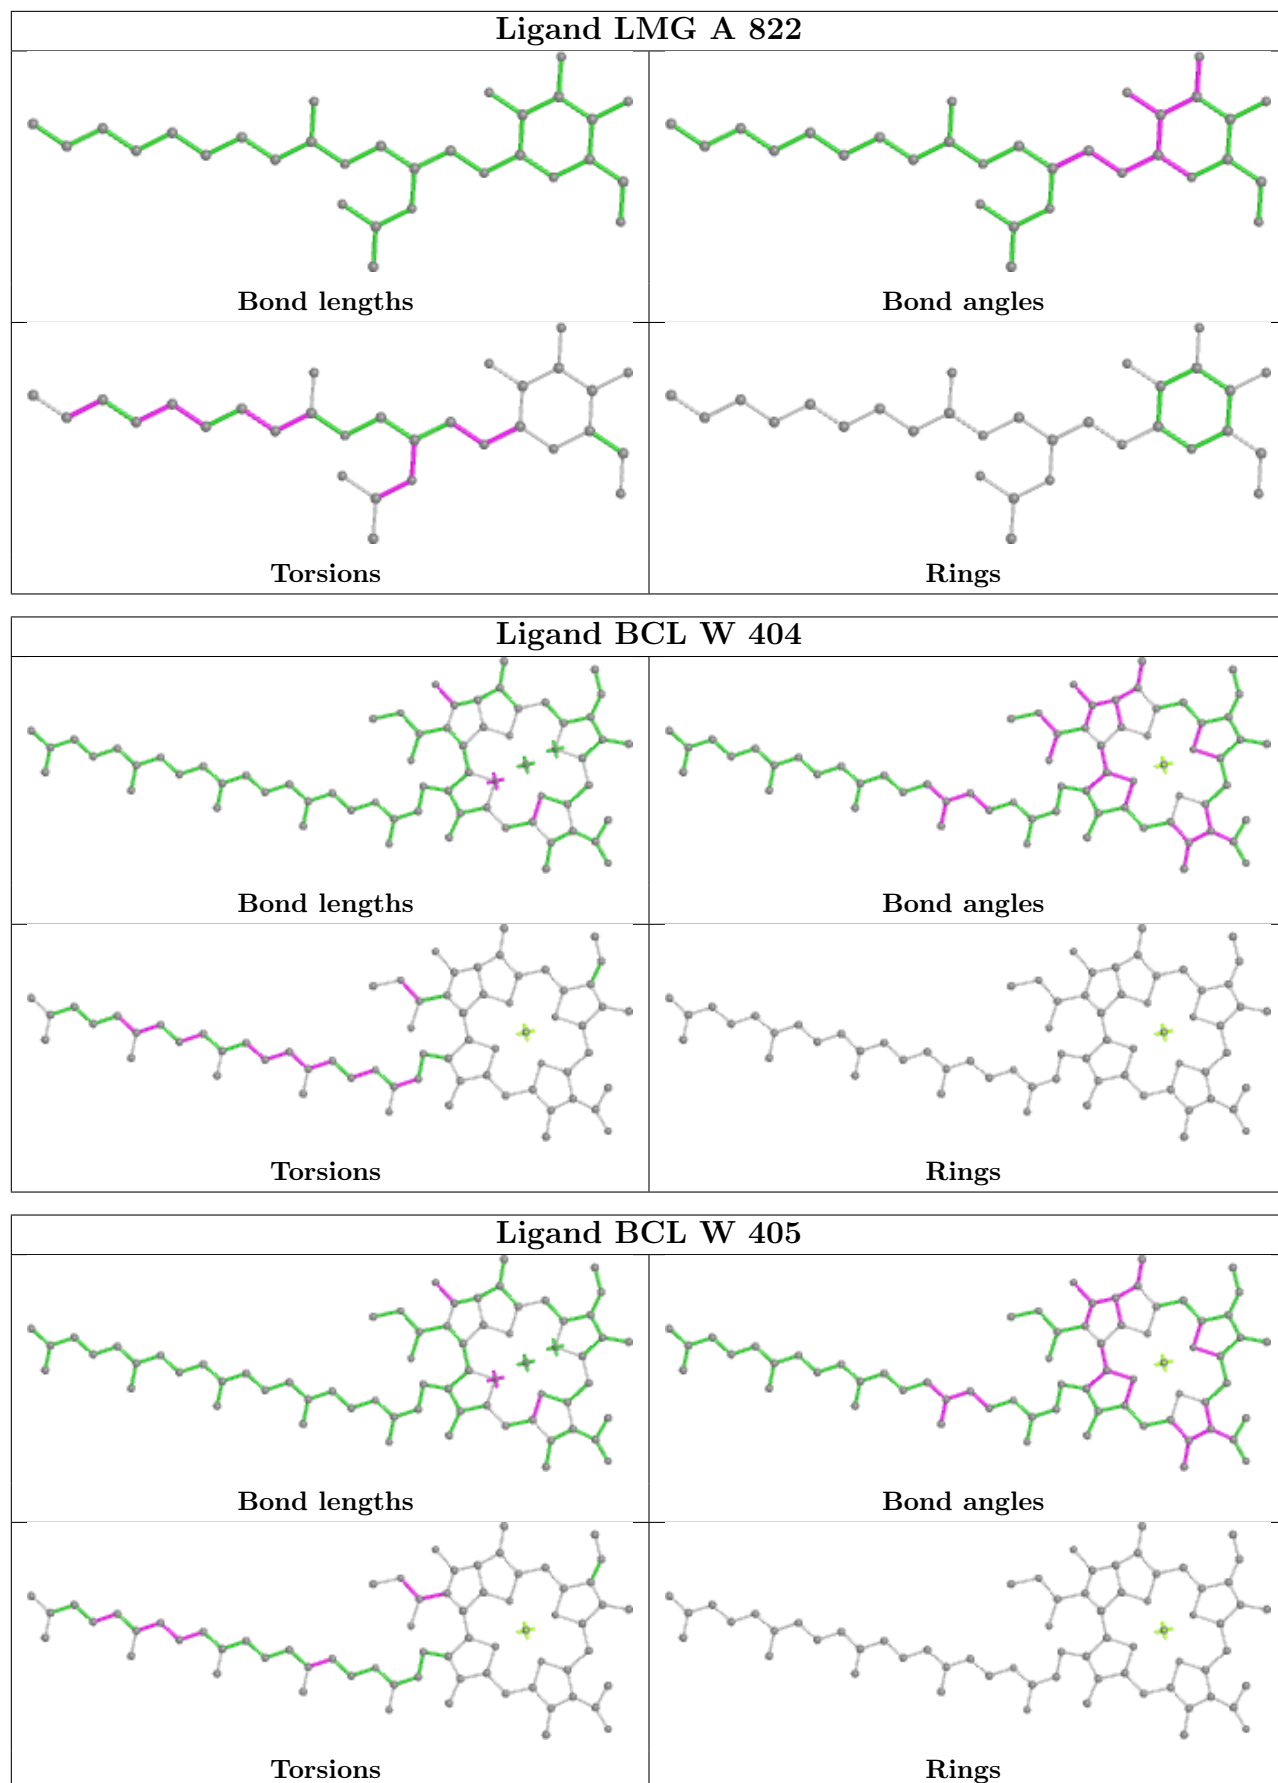 Ligand LMG A 822
Bond lengths
Bond angles
Torsions
Rings
Ligand BCL W 404
Bond lengths
Bond angles
Torsions
Rings
Ligand BCL W 405
Bond lengths
Bond angles
Torsions
Rings